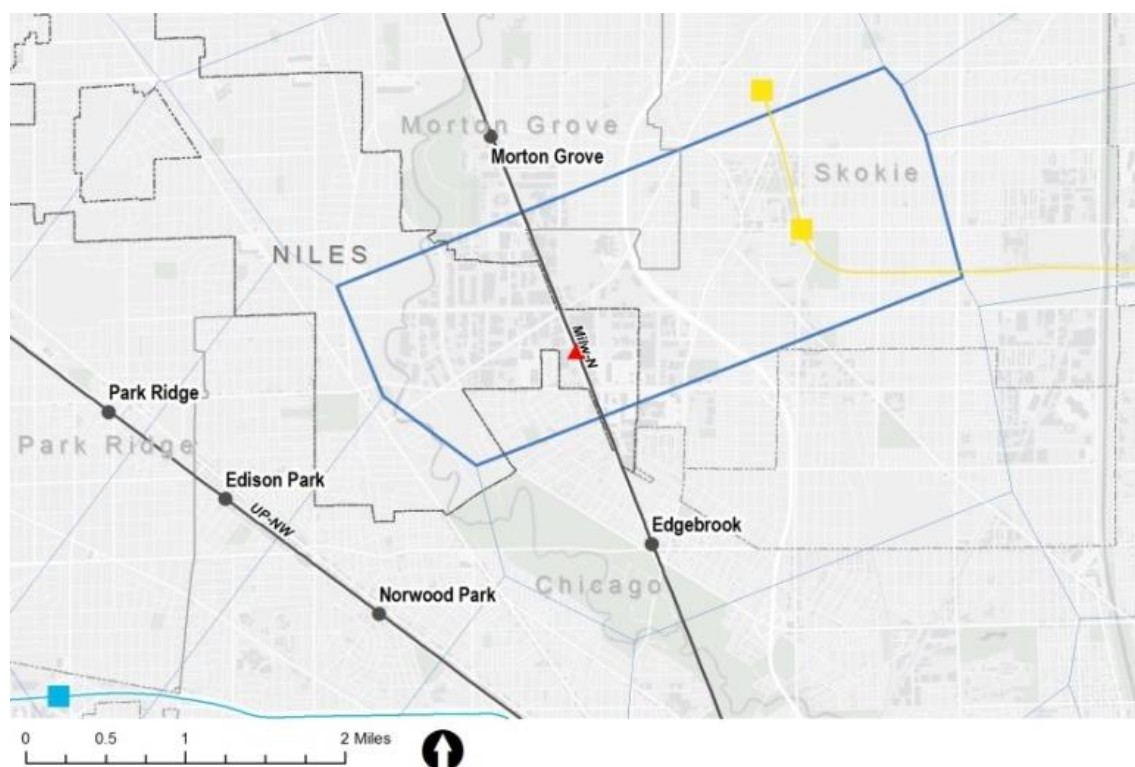 Morton Grove
Morton Grove
Skokie
NILES
Milw-N
Park Ridge
Park Ridge
Edison Park
UP-NW
Edgebrook
Chicago
Norwood Park
0 0.5 1 2 Miles